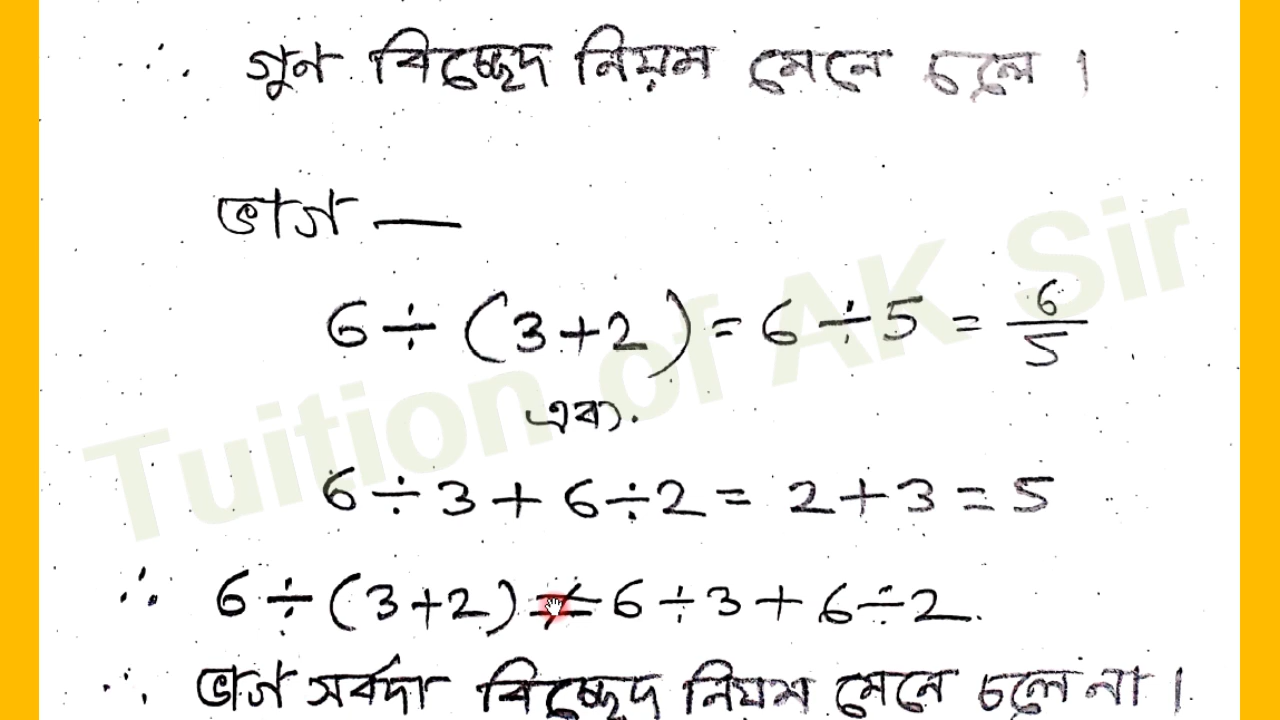 ∴ গুন বিচ্ছেদ নিয়ম মেনে চলে ।
ভাগ —
6 ÷ (3+2) = 6 ÷ 5 = 6/5
এবং
6 ÷ 3 + 6 ÷ 2 = 2 + 3 = 5
∴ 6 ÷ (3+2) ≠ 6 ÷ 3 + 6 ÷ 2.
∴ ভাগ সর্বদা বিচ্ছেদ নিয়ম মেনে চলে না ।
Tuition of AK Sir